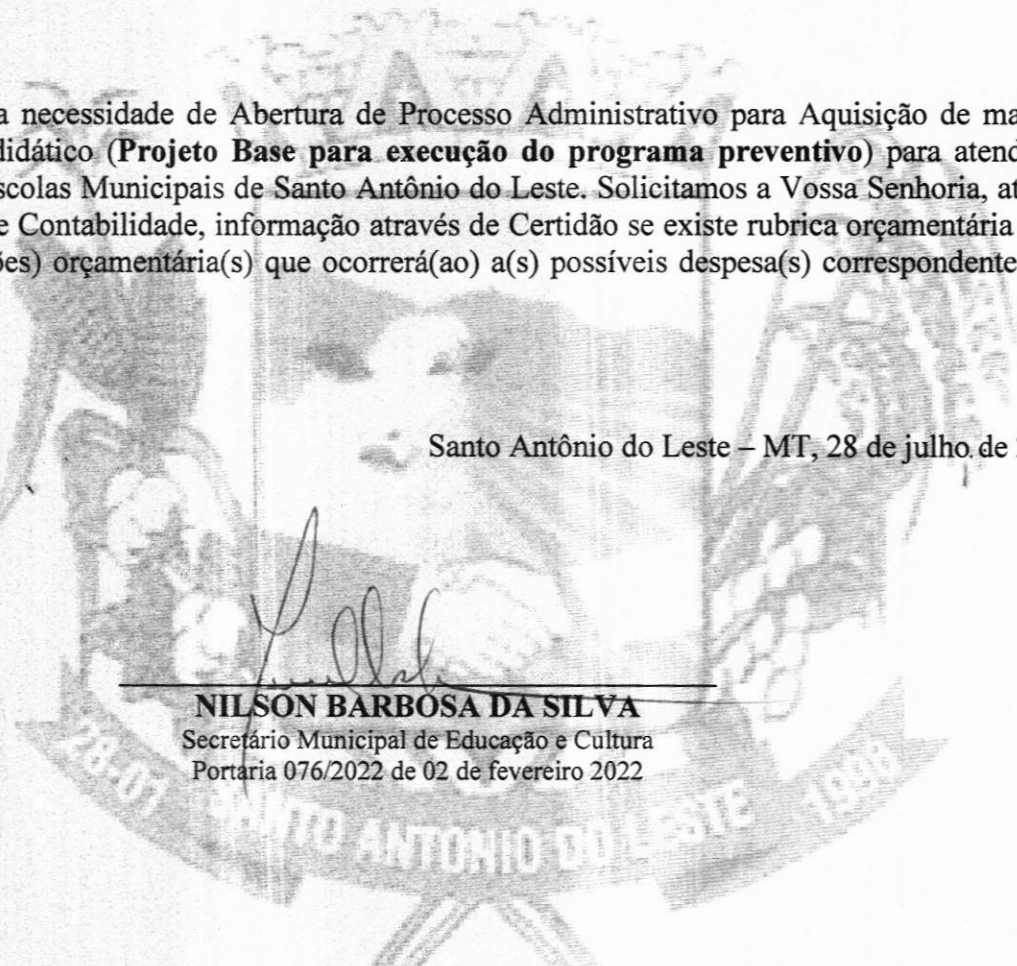 a necessidade de Abertura de Processo Administrativo para Aquisição de ma
didático (Projeto Base para execução do programa preventivo) para atend
scolas Municipais de Santo Antônio do Leste. Solicitamos a Vossa Senhoria, at
e Contabilidade, informação através de Certidão se existe rubrica orçamentária
ões) orçamentária(s) que ocorrerá(ao) a(s) possíveis despesa(s) correspondente
Santo Antônio do Leste – MT, 28 de julho de
NILSON BARBOSA DA SILVA
Secretário Municipal de Educação e Cultura
Portaria 076/2022 de 02 de fevereiro 2022
28-01 SANTO ANTONIO DO LESTE 1998